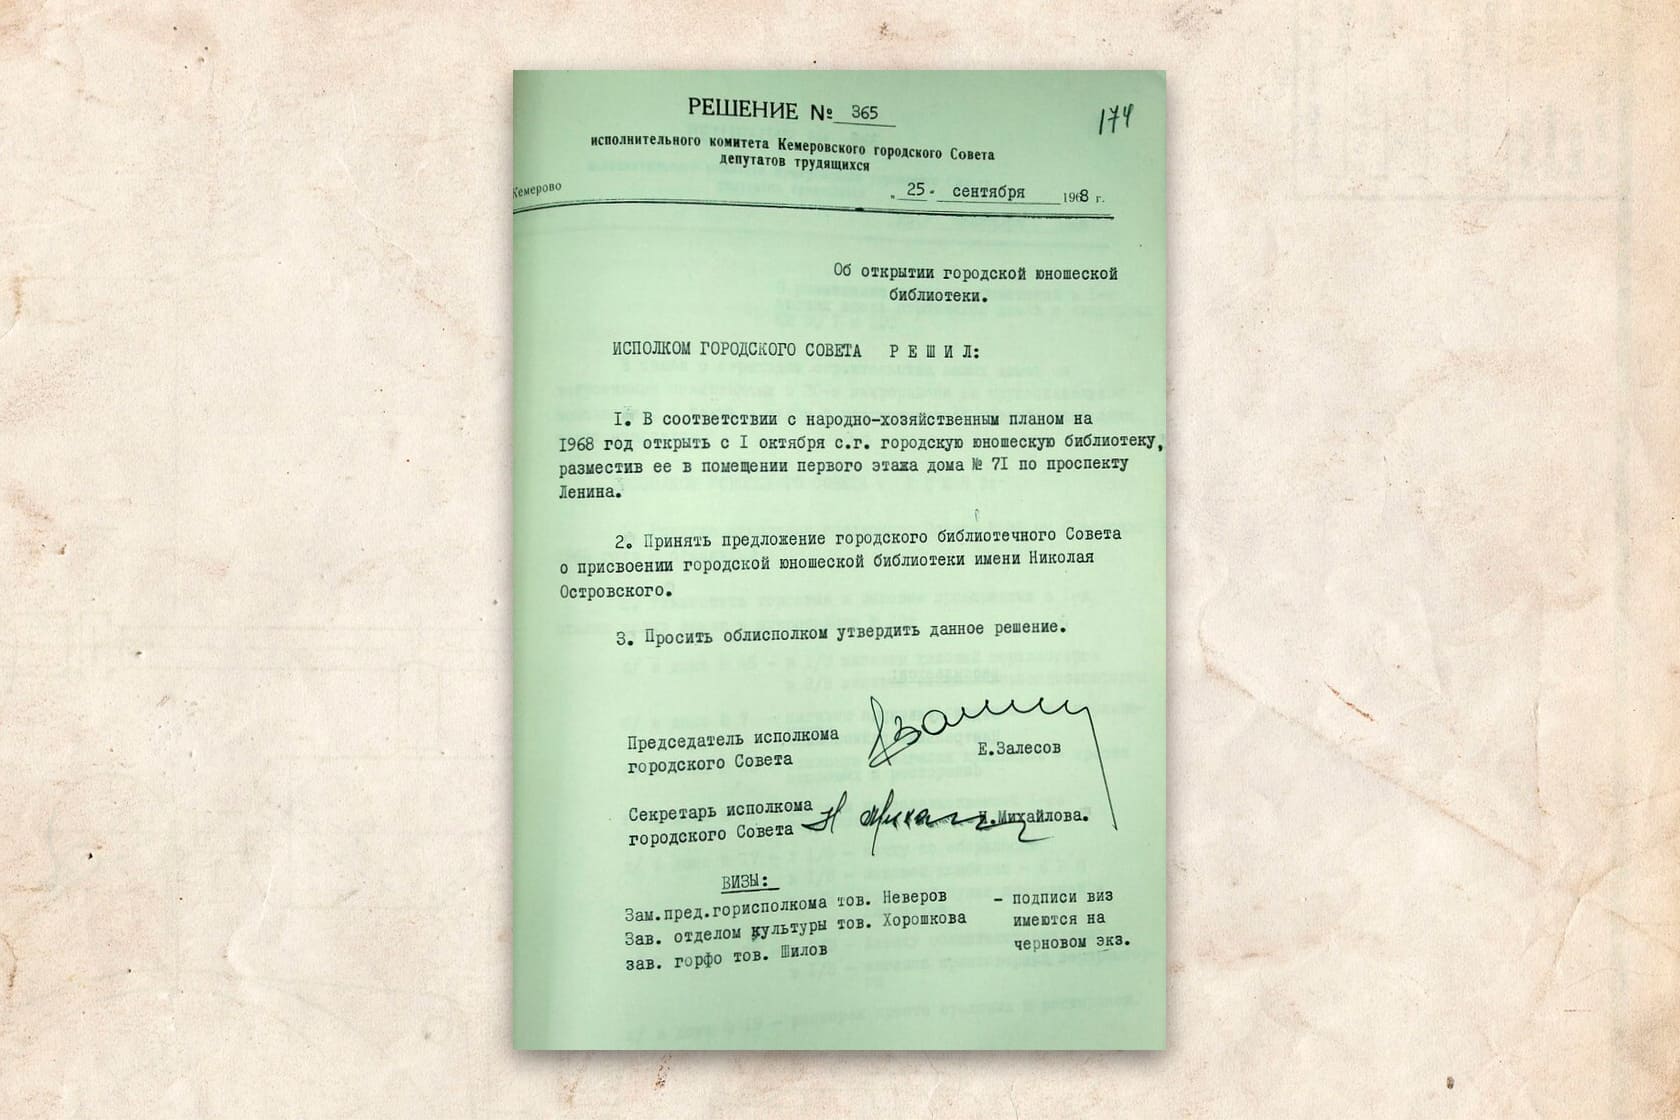 РЕШЕНИЕ № 365
174
исполнительного комитета Кемеровского городского Совета
депутатов трудящихся
Кемерово
„ 25 - сентября 1968 г.
Об открытии городской юношеской
библиотеки.
ИСПОЛКОМ ГОРОДСКОГО СОВЕТА Р Е Ш И Л:
I. В соответствии с народно-хозяйственным планом на
1968 год открыть с I октября с.г. городскую юношескую библиотеку,
разместив ее в помещении первого этажа дома № 7I по проспекту
Ленина.
2. Принять предложение городского библиотечного Совета
о присвоении городской юношеской библиотеки имени Николая
Островского.
3. Просить облисполком утвердить данное решение.
Председатель исполкома
городского Совета
Е.Залесов
Секретарь исполкома
городского Совета
Михайлова.
ВИЗЫ:
Зам.пред.горисполкома тов. Неверов - подписи виз
Зав. отделом культуры тов. Хорошкова имеются на
зав. горфо тов. Шилов черновом экз.